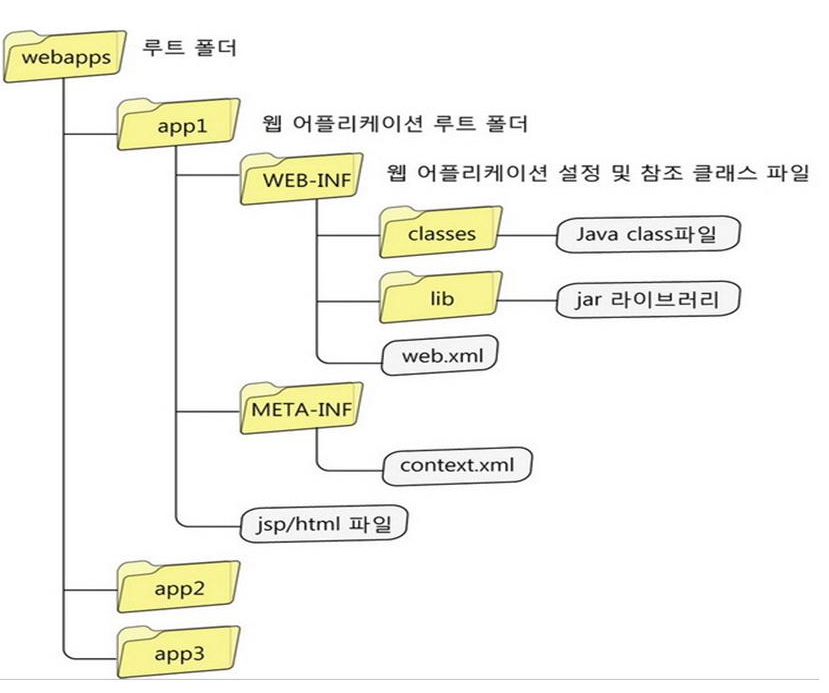 webapps 루트 폴더
app1 웹 어플리케이션 루트 폴더
WEB-INF 웹 어플리케이션 설정 및 참조 클래스 파일
classes Java class파일
lib jar 라이브러리
web.xml
META-INF
context.xml
jsp/html 파일
app2
app3